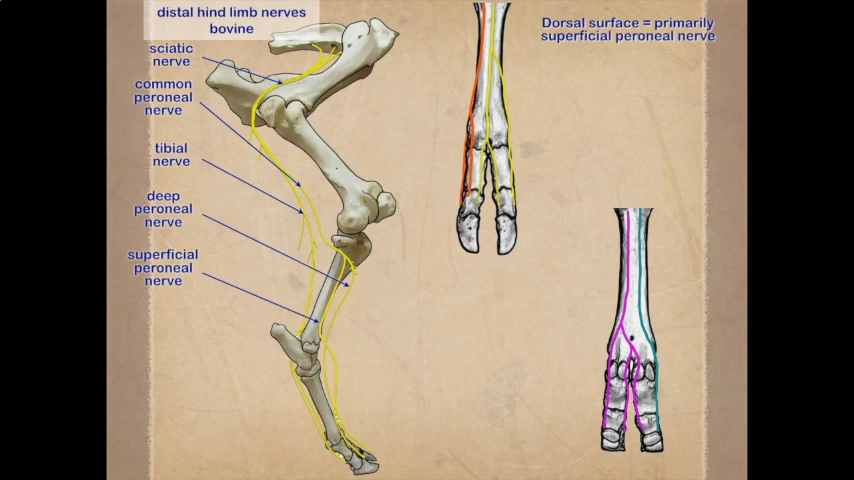 distal hind limb nerves
bovine
sciatic
nerve
common
peroneal
nerve
tibial
nerve
deep
peroneal
nerve
superficial
peroneal
nerve
Dorsal surface = primarily
superficial peroneal nerve